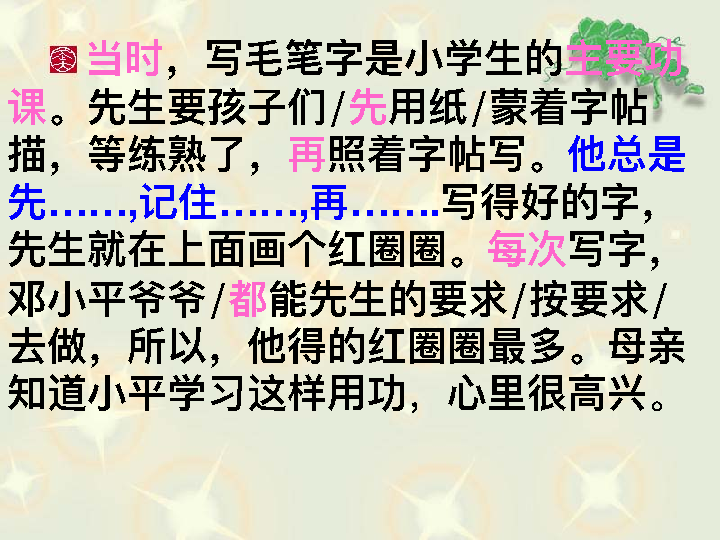 当时，写毛笔字是小学生的主要功
课。先生要孩子们/先用纸/蒙着字帖
描，等练熟了，再照着字帖写。他总是
先……,记住……,再…….写得好的字，
先生就在上面画个红圈圈。每次写字，
邓小平爷爷/都能先生的要求/按要求/
去做，所以，他得的红圈圈最多。母亲
知道小平学习这样用功，心里很高兴。